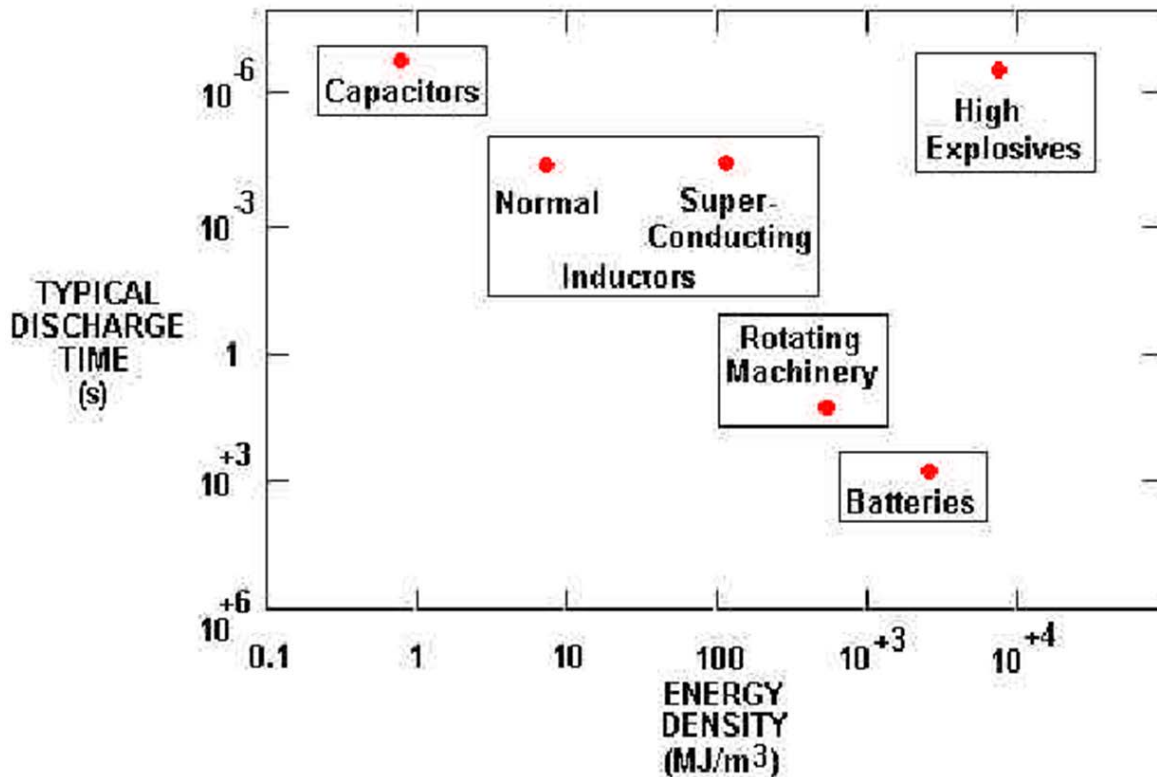 10^-6
10^-3
1
10^+3
10^+6
TYPICAL
DISCHARGE
TIME
(s)
Capacitors
High
Explosives
Normal
Super-
Conducting
Inductors
Rotating
Machinery
Batteries
0.1 1 10 100 10^+3 10^+4
ENERGY
DENSITY
(MJ/m^3)